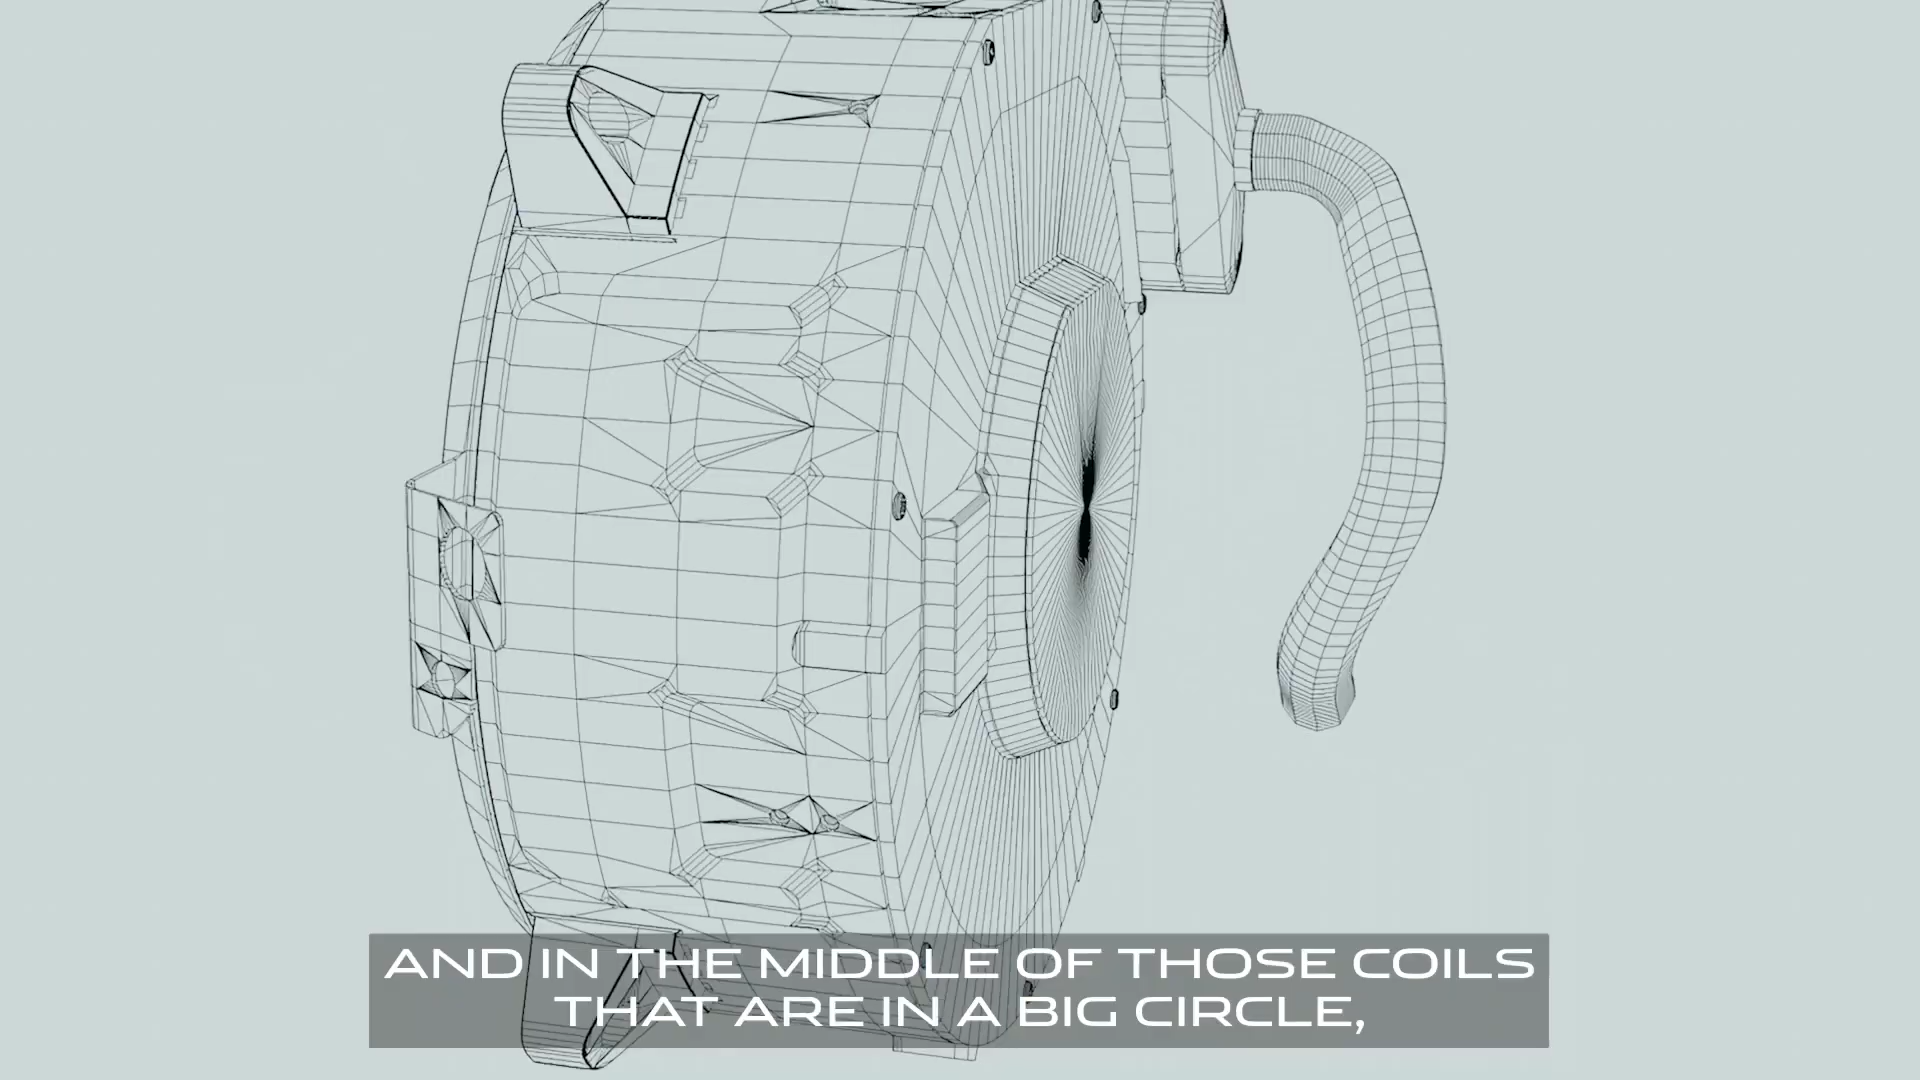 AND IN THE MIDDLE OF THOSE COILS
THAT ARE IN A BIG CIRCLE,